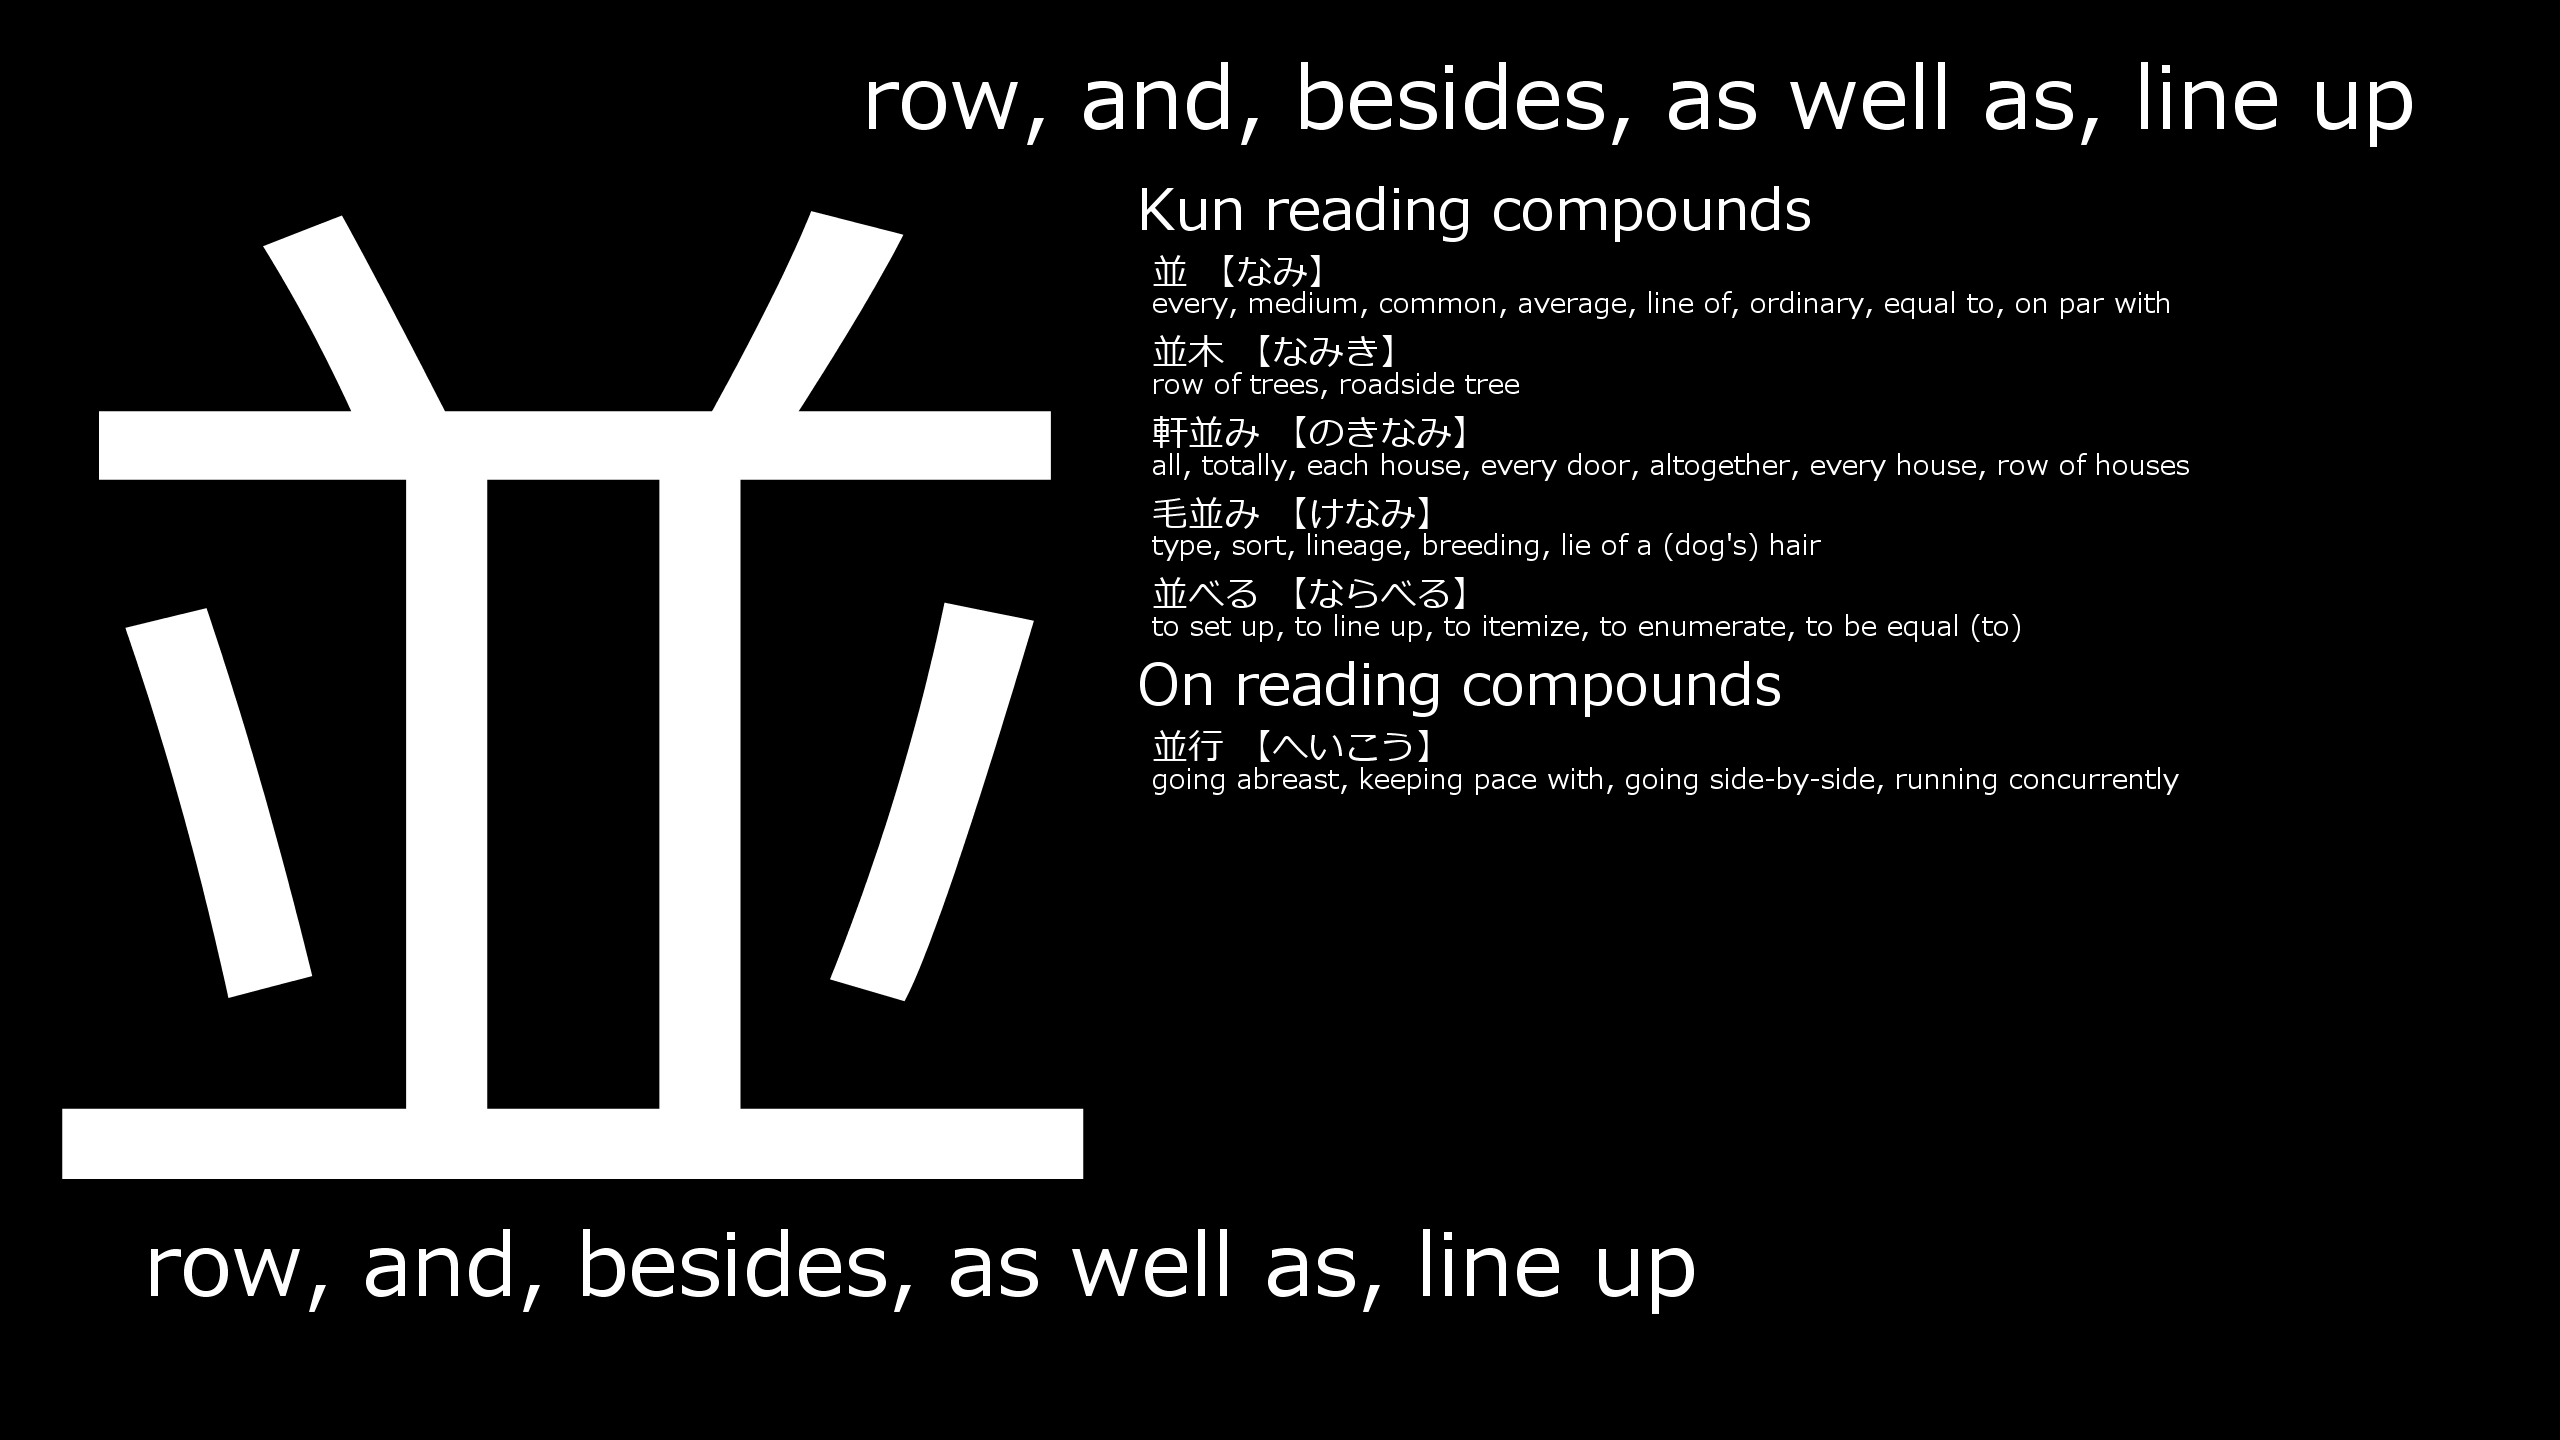 row, and, besides, as well as, line up
並
Kun reading compounds
並 【なみ】
every, medium, common, average, line of, ordinary, equal to, on par with
並木 【なみき】
row of trees, roadside tree
軒並み 【のきなみ】
all, totally, each house, every door, altogether, every house, row of houses
毛並み 【けなみ】
type, sort, lineage, breeding, lie of a (dog's) hair
並べる 【ならべる】
to set up, to line up, to itemize, to enumerate, to be equal (to)
On reading compounds
並行 【へいこう】
going abreast, keeping pace with, going side-by-side, running concurrently
row, and, besides, as well as, line up